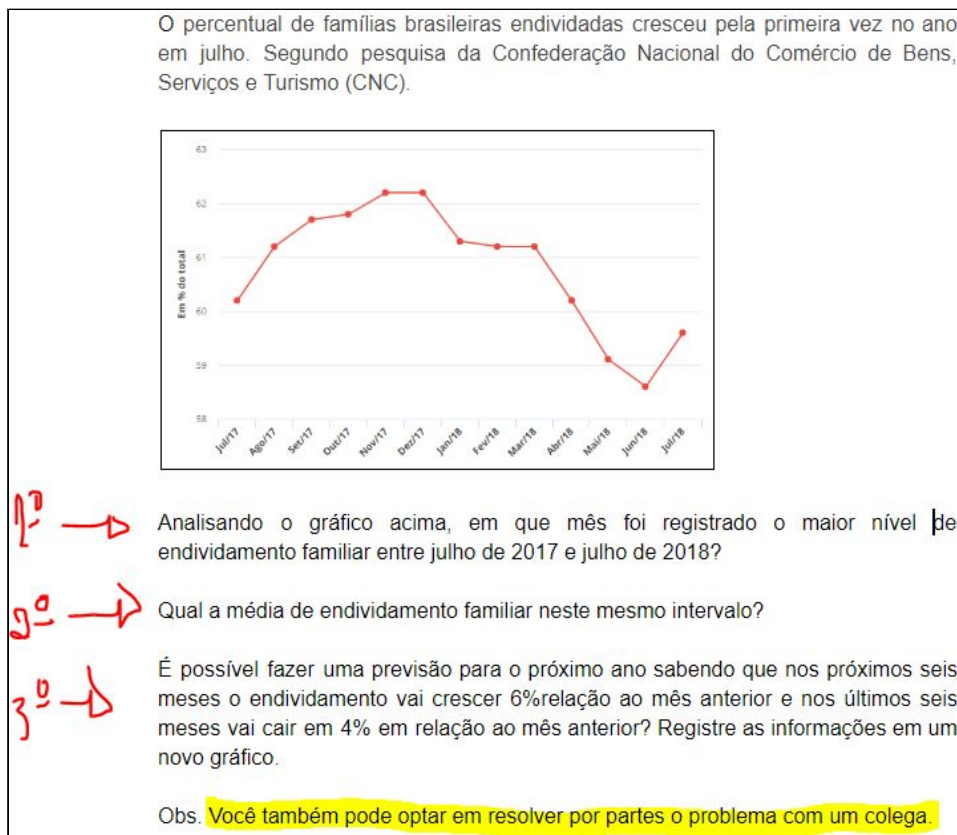 O percentual de famílias brasileiras endividadas cresceu pela primeira vez no ano
em julho. Segundo pesquisa da Confederação Nacional do Comércio de Bens,
Serviços e Turismo (CNC).
63
62
61
60
59
58
Em % do total
Jul/17 Ago/17 Set/17 Out/17 Nov/17 Dez/17 Jan/18 Fev/18 Mar/18 Abr/18 Mai/18 Jun/18 Jul/18
1º
Analisando o gráfico acima, em que mês foi registrado o maior nível de
endividamento familiar entre julho de 2017 e julho de 2018?
2º
Qual a média de endividamento familiar neste mesmo intervalo?
3º
É possível fazer uma previsão para o próximo ano sabendo que nos próximos seis
meses o endividamento vai crescer 6%relação ao mês anterior e nos últimos seis
meses vai cair em 4% em relação ao mês anterior? Registre as informações em um
novo gráfico.
Obs. Você também pode optar em resolver por partes o problema com um colega.